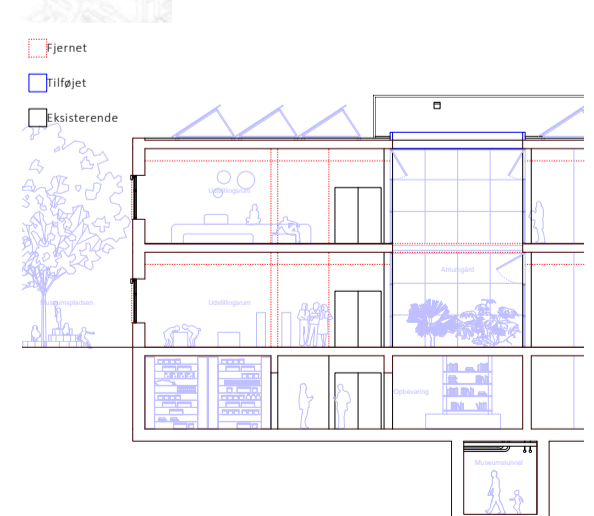 Fjernet
Tilføjet
Eksisterende
Udstillingsrum
Atriumgård
Museumspladsen
Udstillingsrum
Opbevaring
Museumstunnel